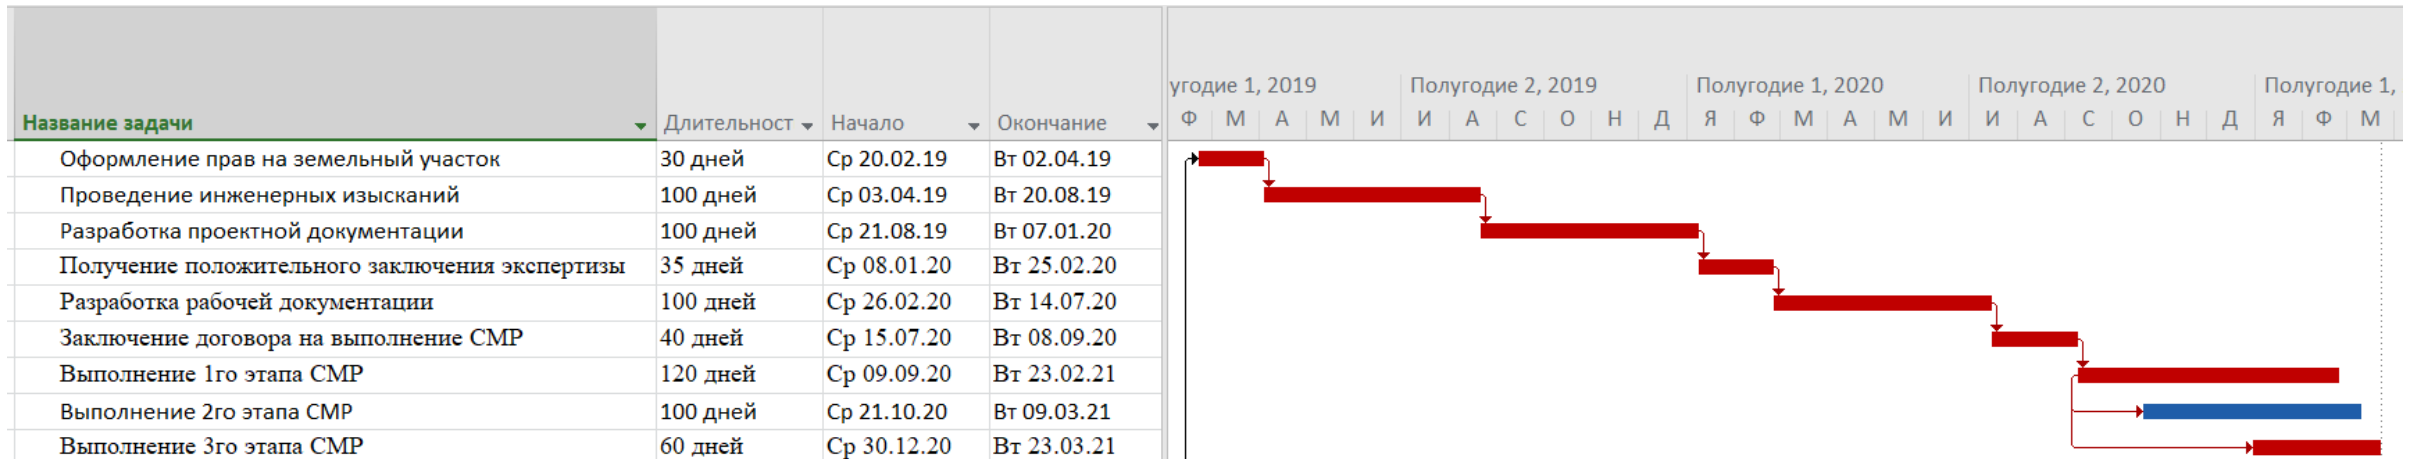 угодие 1, 2019 Полугодие 2, 2019 Полугодие 1, 2020 Полугодие 2, 2020 Полугодие 1,
Название задачи Длительност Начало Окончание Ф М А М И И А С О Н Д Я Ф М А М И И А С О Н Д Я Ф М
Оформление прав на земельный участок 30 дней Ср 20.02.19 Вт 02.04.19
Проведение инженерных изысканий 100 дней Ср 03.04.19 Вт 20.08.19
Разработка проектной документации 100 дней Ср 21.08.19 Вт 07.01.20
Получение положительного заключения экспертизы 35 дней Ср 08.01.20 Вт 25.02.20
Разработка рабочей документации 100 дней Ср 26.02.20 Вт 14.07.20
Заключение договора на выполнение СМР 40 дней Ср 15.07.20 Вт 08.09.20
Выполнение 1го этапа СМР 120 дней Ср 09.09.20 Вт 23.02.21
Выполнение 2го этапа СМР 100 дней Ср 21.10.20 Вт 09.03.21
Выполнение 3го этапа СМР 60 дней Ср 30.12.20 Вт 23.03.21